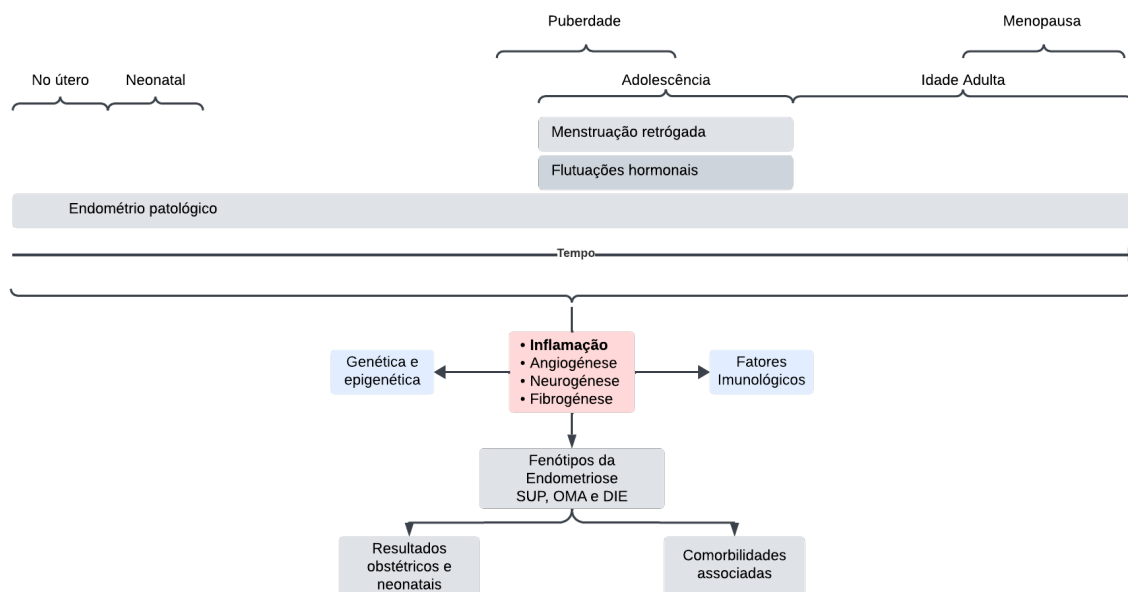 Puberdade
Menopausa
No útero
Neonatal
Adolescência
Idade Adulta
Menstruação retrógada
Flutuações hormonais
Endométrio patológico
Tempo
• Inflamação
• Angiogénese
• Neurogénese
• Fibrogénese
Genética e
epigenética
Fatores
Imunológicos
Fenótipos da
Endometriose
SUP, OMA e DIE
Resultados
obstétricos e
neonatais
Comorbilidades
associadas